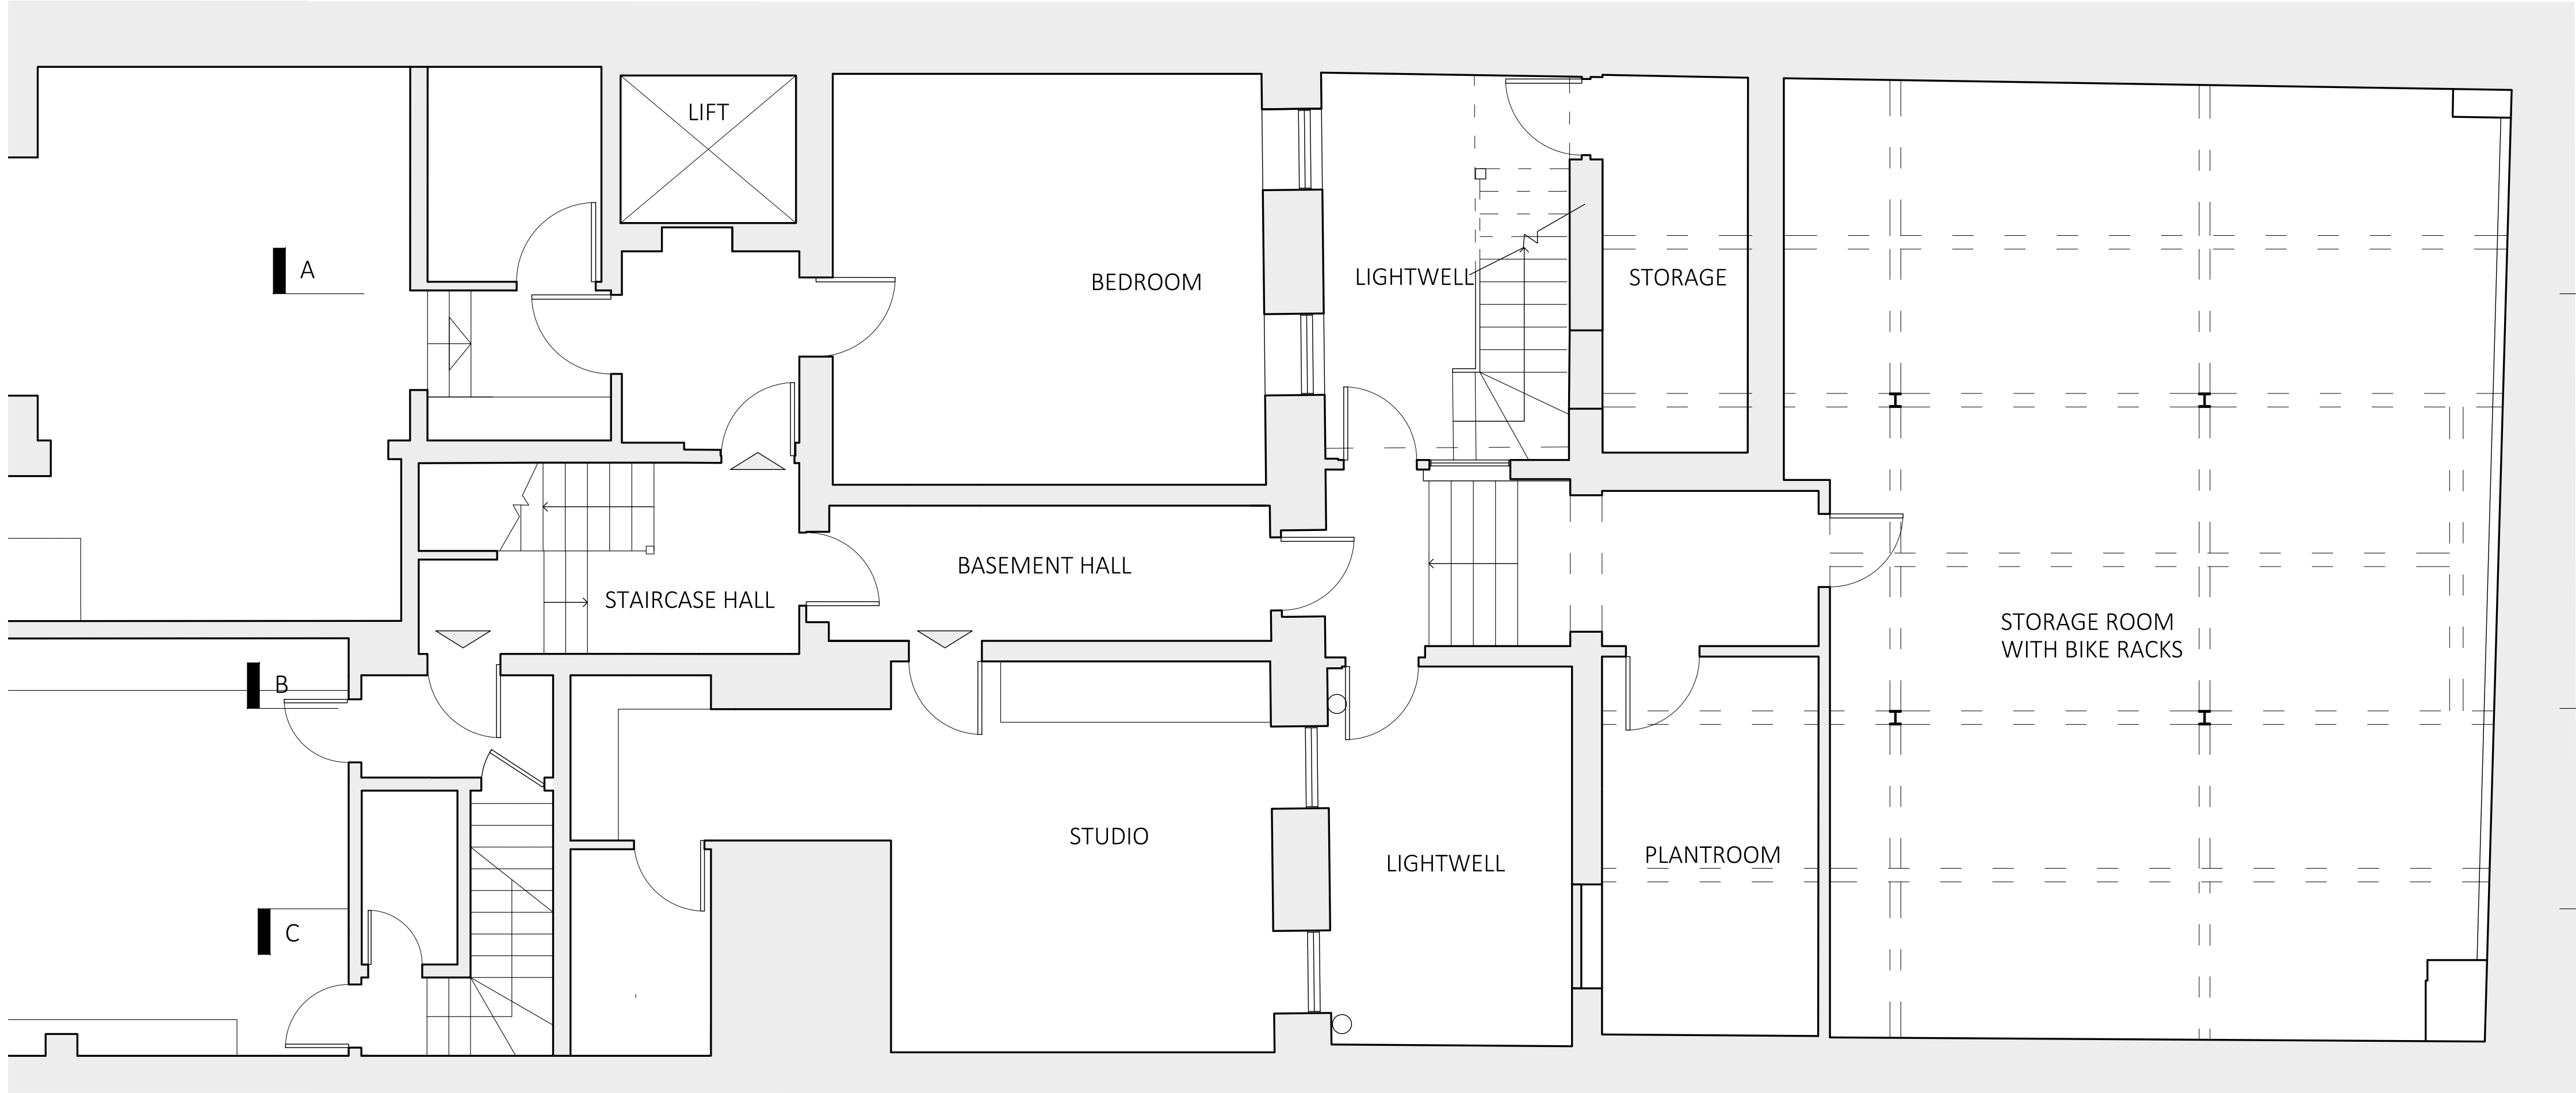 LIFT
A
BEDROOM
LIGHTWELL
STORAGE
BASEMENT HALL
STAIRCASE HALL
STORAGE ROOM
WITH BIKE RACKS
B
STUDIO
LIGHTWELL
PLANTROOM
C